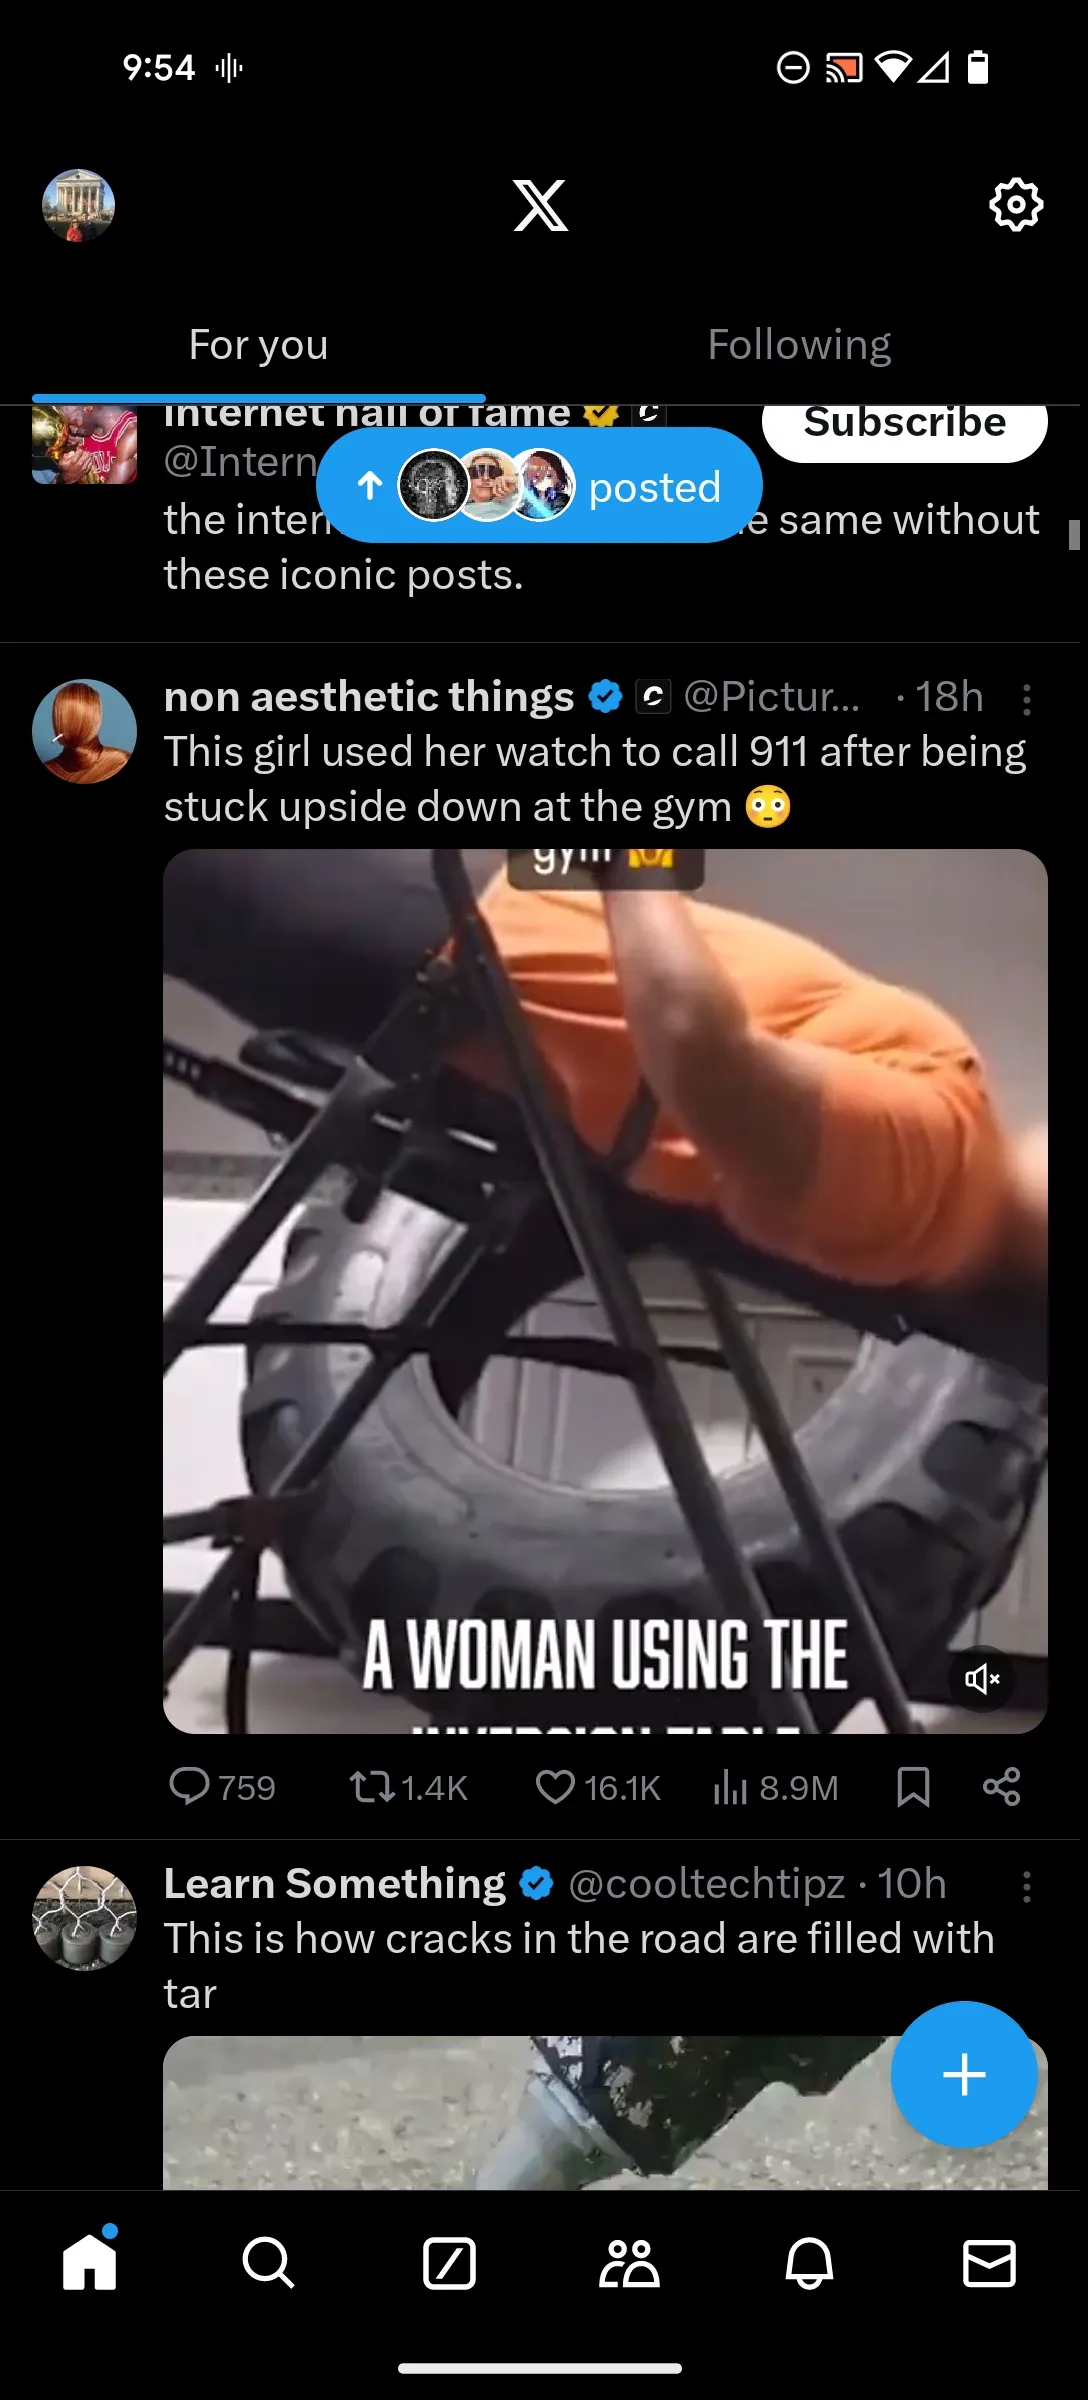 9:54
For you
Following
internet hall of fame
Subscribe
@Intern
posted
the inter
e same without
these iconic posts.
non aesthetic things @Pictur... · 18h
This girl used her watch to call 911 after being
stuck upside down at the gym 😳
gym
A WOMAN USING THE
INVERSION TABLE
759
1.4K
16.1K
8.9M
Learn Something @cooltechtipz · 10h
This is how cracks in the road are filled with
tar